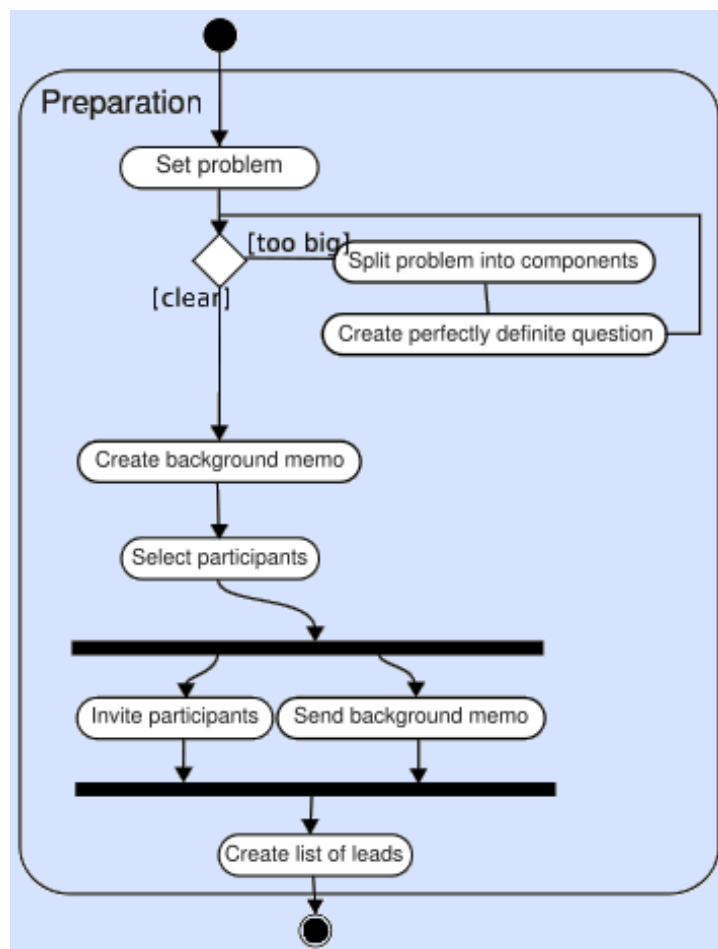 Preparation
Set problem
[too big]
Split problem into components
[clear]
Create perfectly definite question
Create background memo
Select participants
Invite participants
Send background memo
Create list of leads